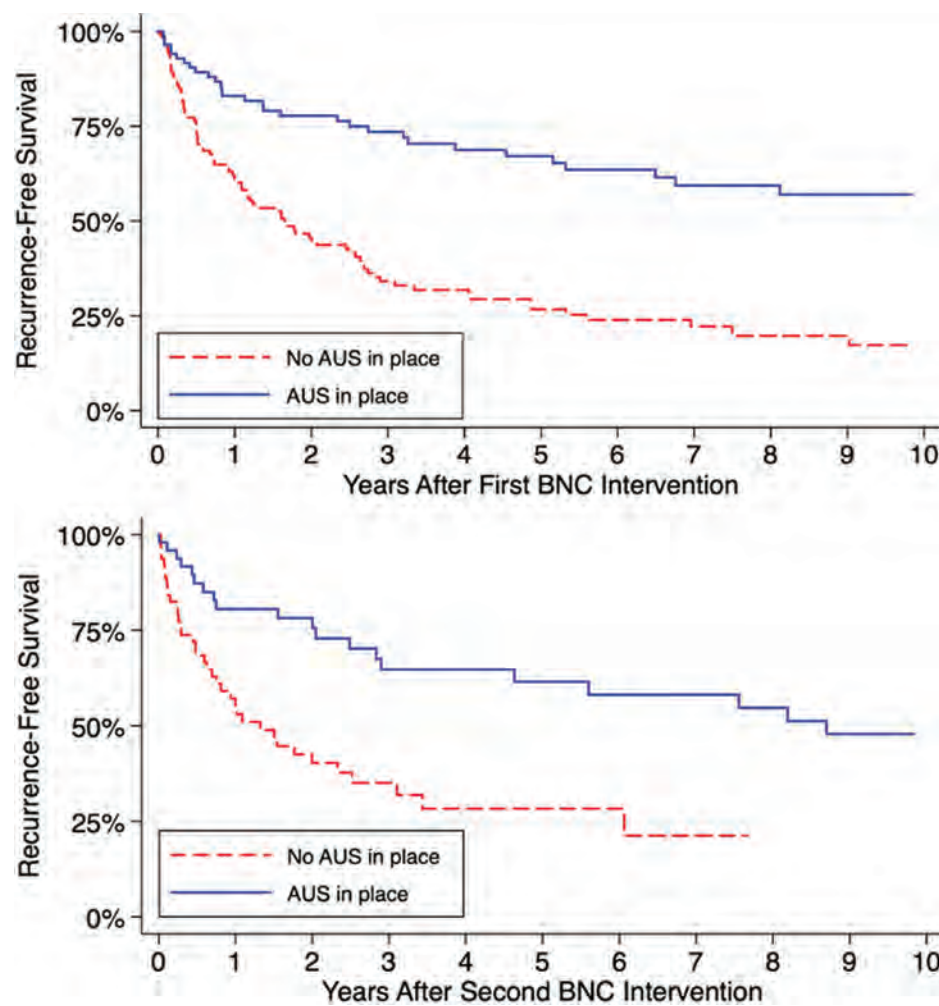 Recurrence-Free Survival
100%
75%
50%
25%
0%
No AUS in place
AUS in place
0 1 2 3 4 5 6 7 8 9 10
Years After First BNC Intervention
Recurrence-Free Survival
100%
75%
50%
25%
0%
No AUS in place
AUS in place
0 1 2 3 4 5 6 7 8 9 10
Years After Second BNC Intervention